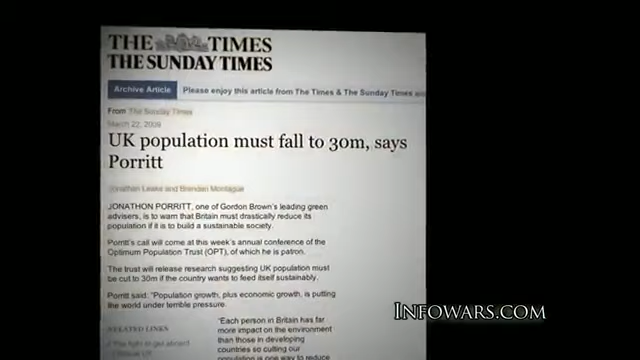 THE TIMES
THE SUNDAY TIMES
Archive Article
Please enjoy this article from The Times & The Sunday Times
From The Sunday Times
March 22, 2009
UK population must fall to 30m, says
Porritt
Jonathan Leake and Brendan Montague
JONATHON PORRITT, one of Gordon Brown's leading green
advisers, is to warn that Britain must drastically reduce its
population if it is to build a sustainable society.
Porritt's call will come at this week's annual conference of the
Optimum Population Trust (OPT), of which he is patron.
The trust will release research suggesting UK population must
be cut to 30m if the country wants to feed itself sustainably.
Porritt said: "Population growth, plus economic growth, is putting
the world under terrible pressure.
RELATED LINKS
"Each person in Britain has far
more impact on the environment
than those in developing
countries so cutting our
population is one way to reduce
INFOWARS.COM